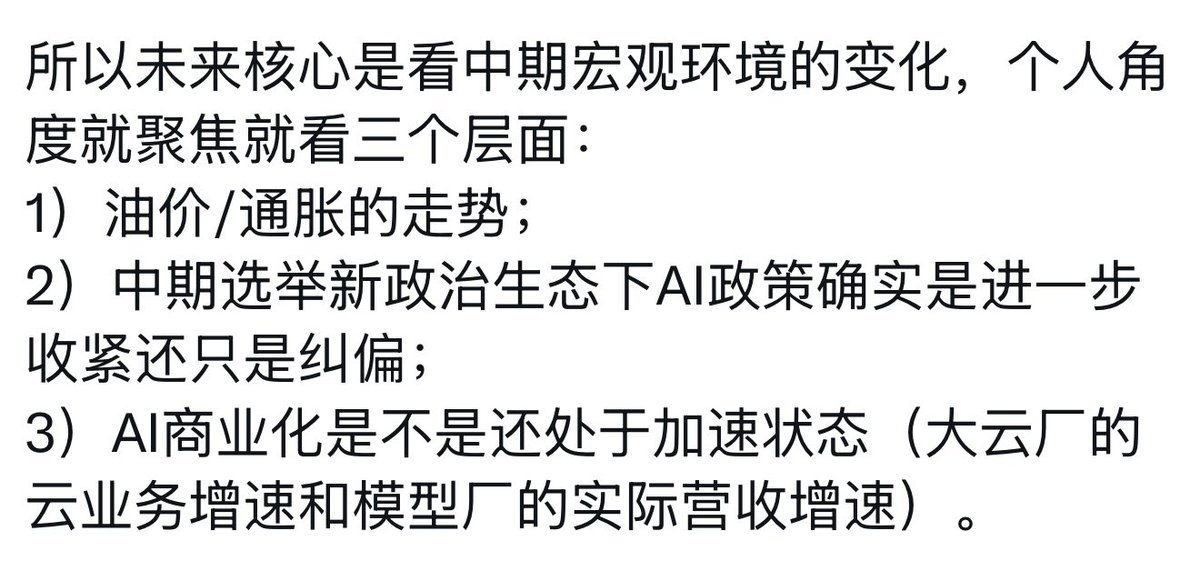 所以未来核心是看中期宏观环境的变化，个人角
度就聚焦就看三个层面：
1）油价/通胀的走势；
2）中期选举新政治生态下AI政策确实是进一步
收紧还只是纠偏；
3）AI商业化是不是还处于加速状态（大云厂的
云业务增速和模型厂的实际营收增速）。